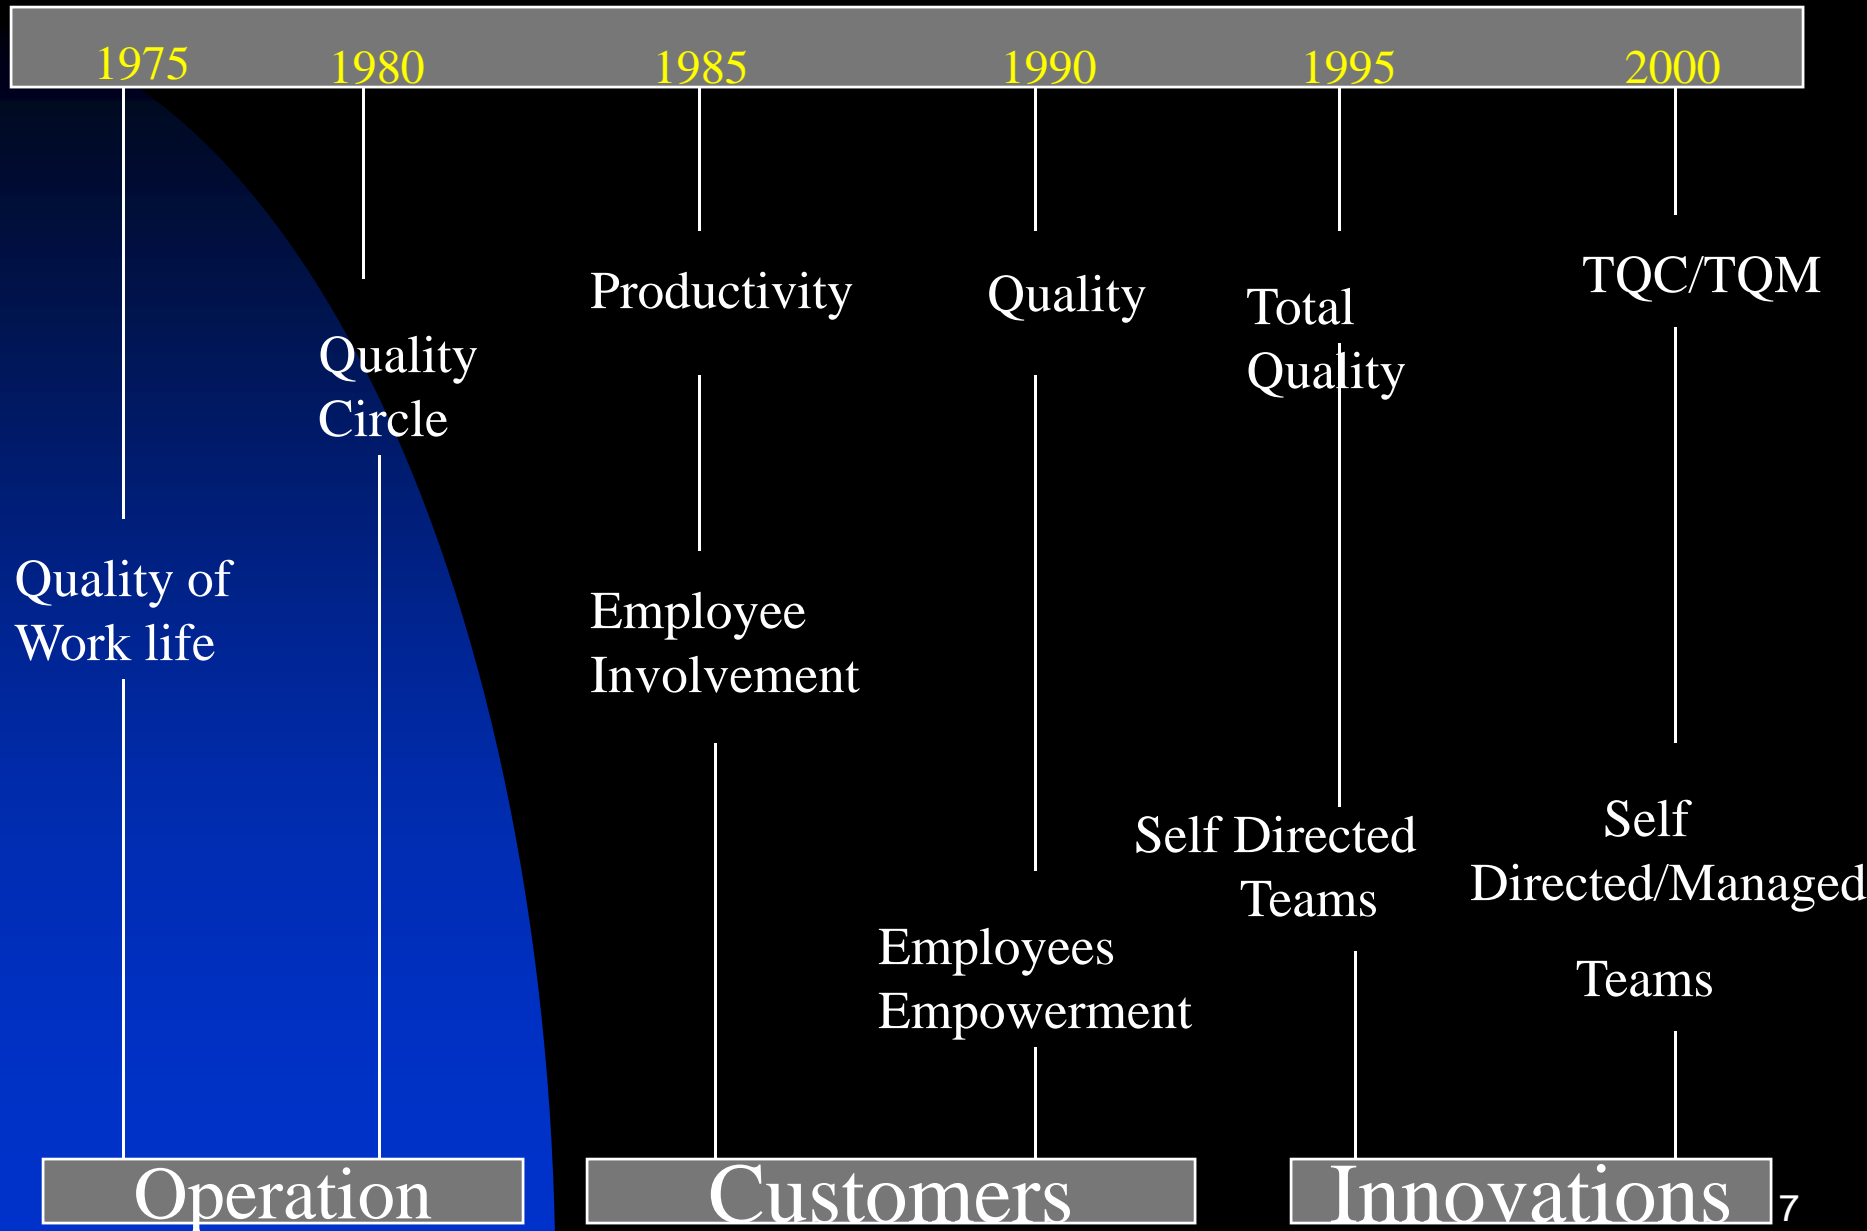 1975
1980
1985
1990
1995
2000
Quality of
Work life
Quality
Circle
Productivity
Employee
Involvement
Quality
Employees
Empowerment
Total
Quality
Self Directed
Teams
TQC/TQM
Self
Directed/Managed
Teams
Operation
Customers
Innovations
7